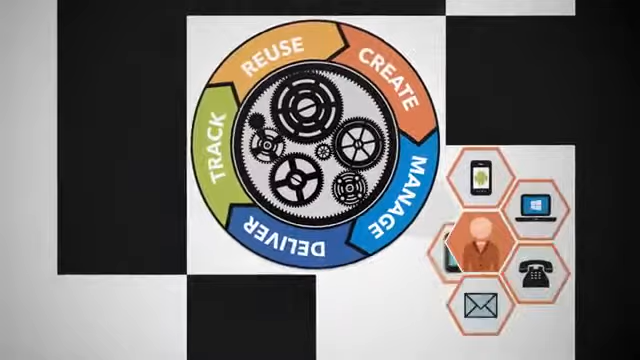 REUSE
CREATE
MANAGE
DELIVER
TRACK